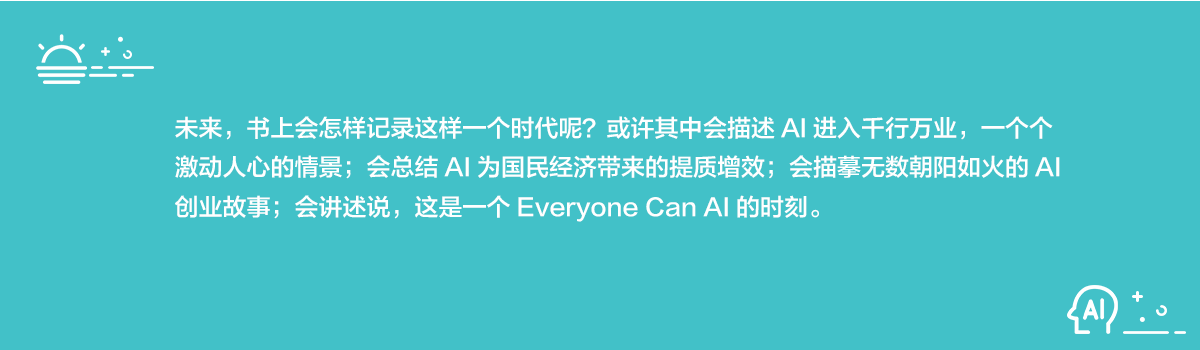 未来，书上会怎样记录这样一个时代呢？或许其中会描述 AI 进入千行万业，一个个
激动人心的情景；会总结 AI 为国民经济带来的提质增效；会描摹无数朝阳如火的 AI
创业故事；会讲述说，这是一个 Everyone Can AI 的时刻。
AI